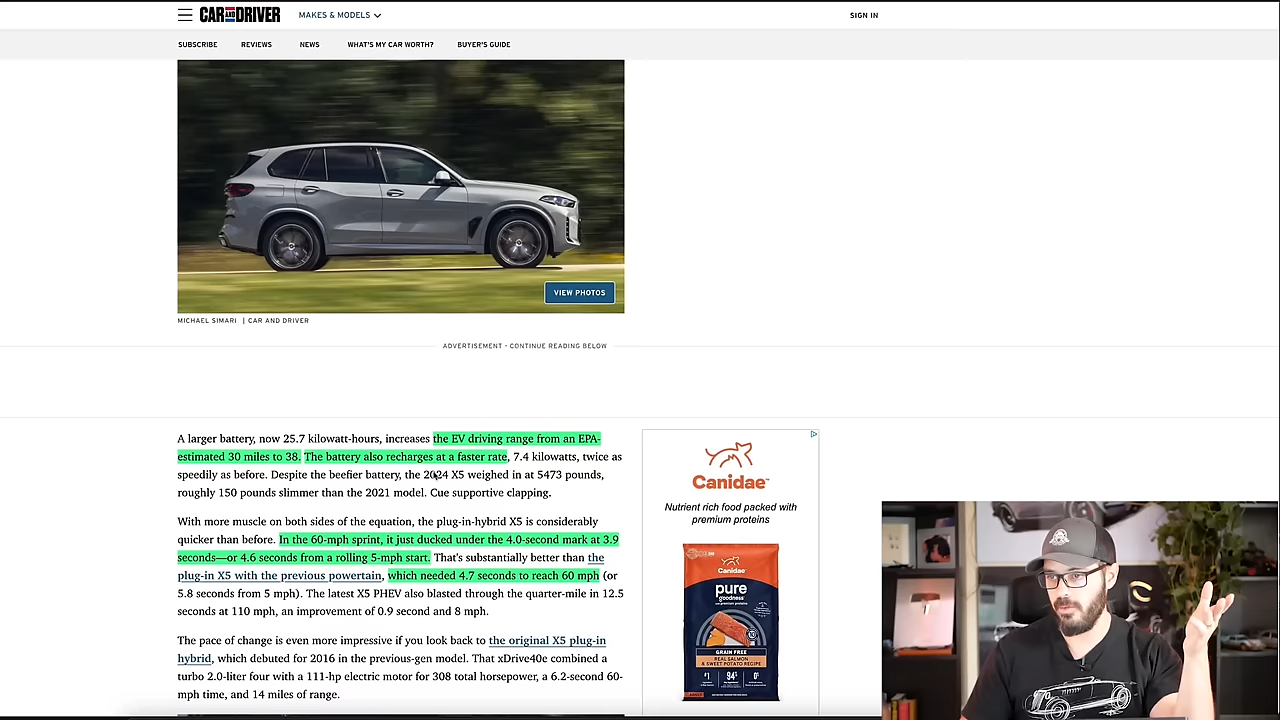 CAR AND DRIVER
MAKES & MODELS
SIGN IN
SUBSCRIBE
REVIEWS
NEWS
WHAT'S MY CAR WORTH?
BUYER'S GUIDE
VIEW PHOTOS
MICHAEL SIMARI | CAR AND DRIVER
ADVERTISEMENT - CONTINUE READING BELOW
A larger battery, now 25.7 kilowatt-hours, increases the EV driving range from an EPA-
estimated 30 miles to 38. The battery also recharges at a faster rate, 7.4 kilowatts, twice as
speedily as before. Despite the beefier battery, the 2024 X5 weighed in at 5473 pounds,
roughly 150 pounds slimmer than the 2021 model. Cue supportive clapping.
With more muscle on both sides of the equation, the plug-in-hybrid X5 is considerably
quicker than before. In the 60-mph sprint, it just ducked under the 4.0-second mark at 3.9
seconds—or 4.6 seconds from a rolling 5-mph start. That's substantially better than the
plug-in X5 with the previous powertain, which needed 4.7 seconds to reach 60 mph (or
5.8 seconds from 5 mph). The latest X5 PHEV also blasted through the quarter-mile in 12.5
seconds at 110 mph, an improvement of 0.9 second and 8 mph.
The pace of change is even more impressive if you look back to the original X5 plug-in
hybrid, which debuted for 2016 in the previous-gen model. That xDrive40e combined a
turbo 2.0-liter four with a 111-hp electric motor for 308 total horsepower, a 6.2-second 60-
mph time, and 14 miles of range.
Canidae
Nutrient rich food packed with
premium proteins
Canidae
pure
goodness
GRAIN FREE
REAL SALMON
& SWEET POTATO RECIPE
#1
94%
0%